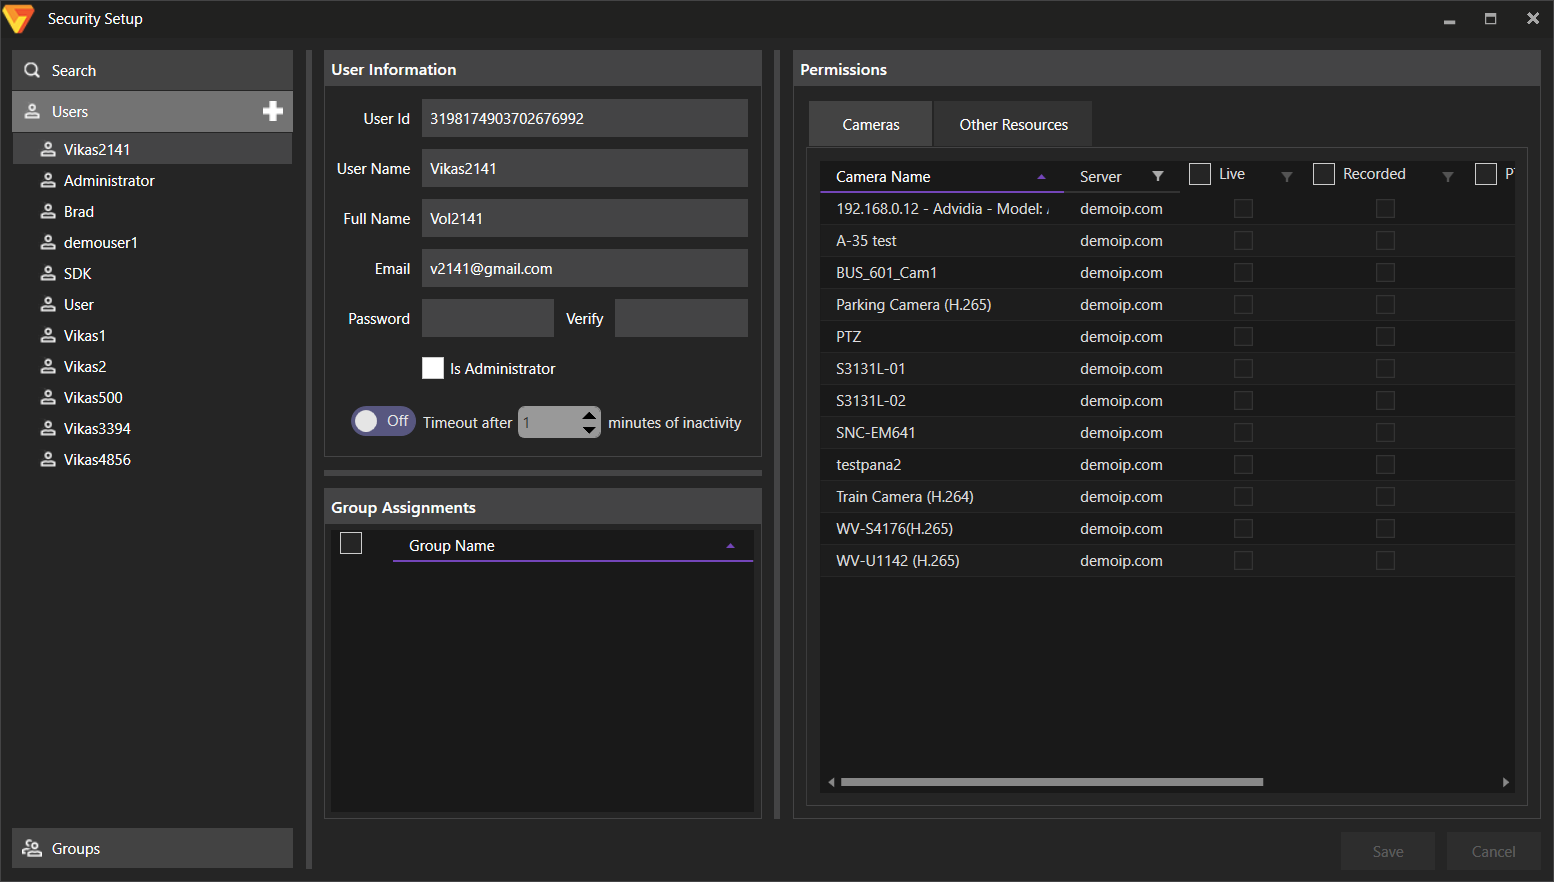 Security Setup
Search
Users
Vikas2141
Administrator
Brad
demouser1
SDK
User
Vikas1
Vikas2
Vikas500
Vikas3394
Vikas4856
Groups
User Information
User Id 3198174903702676992
User Name Vikas2141
Full Name Vol2141
Email v2141@gmail.com
Password Verify
Is Administrator
Off Timeout after 1 minutes of inactivity
Group Assignments
Group Name
Permissions
Cameras Other Resources
Camera Name Server Live Recorded
192.168.0.12 - Advidia - Model: demoip.com
A-35 test demoip.com
BUS_601_Cam1 demoip.com
Parking Camera (H.265) demoip.com
PTZ demoip.com
S3131L-01 demoip.com
S3131L-02 demoip.com
SNC-EM641 demoip.com
testpana2 demoip.com
Train Camera (H.264) demoip.com
WV-S4176(H.265) demoip.com
WV-U1142 (H.265) demoip.com
Save Cancel